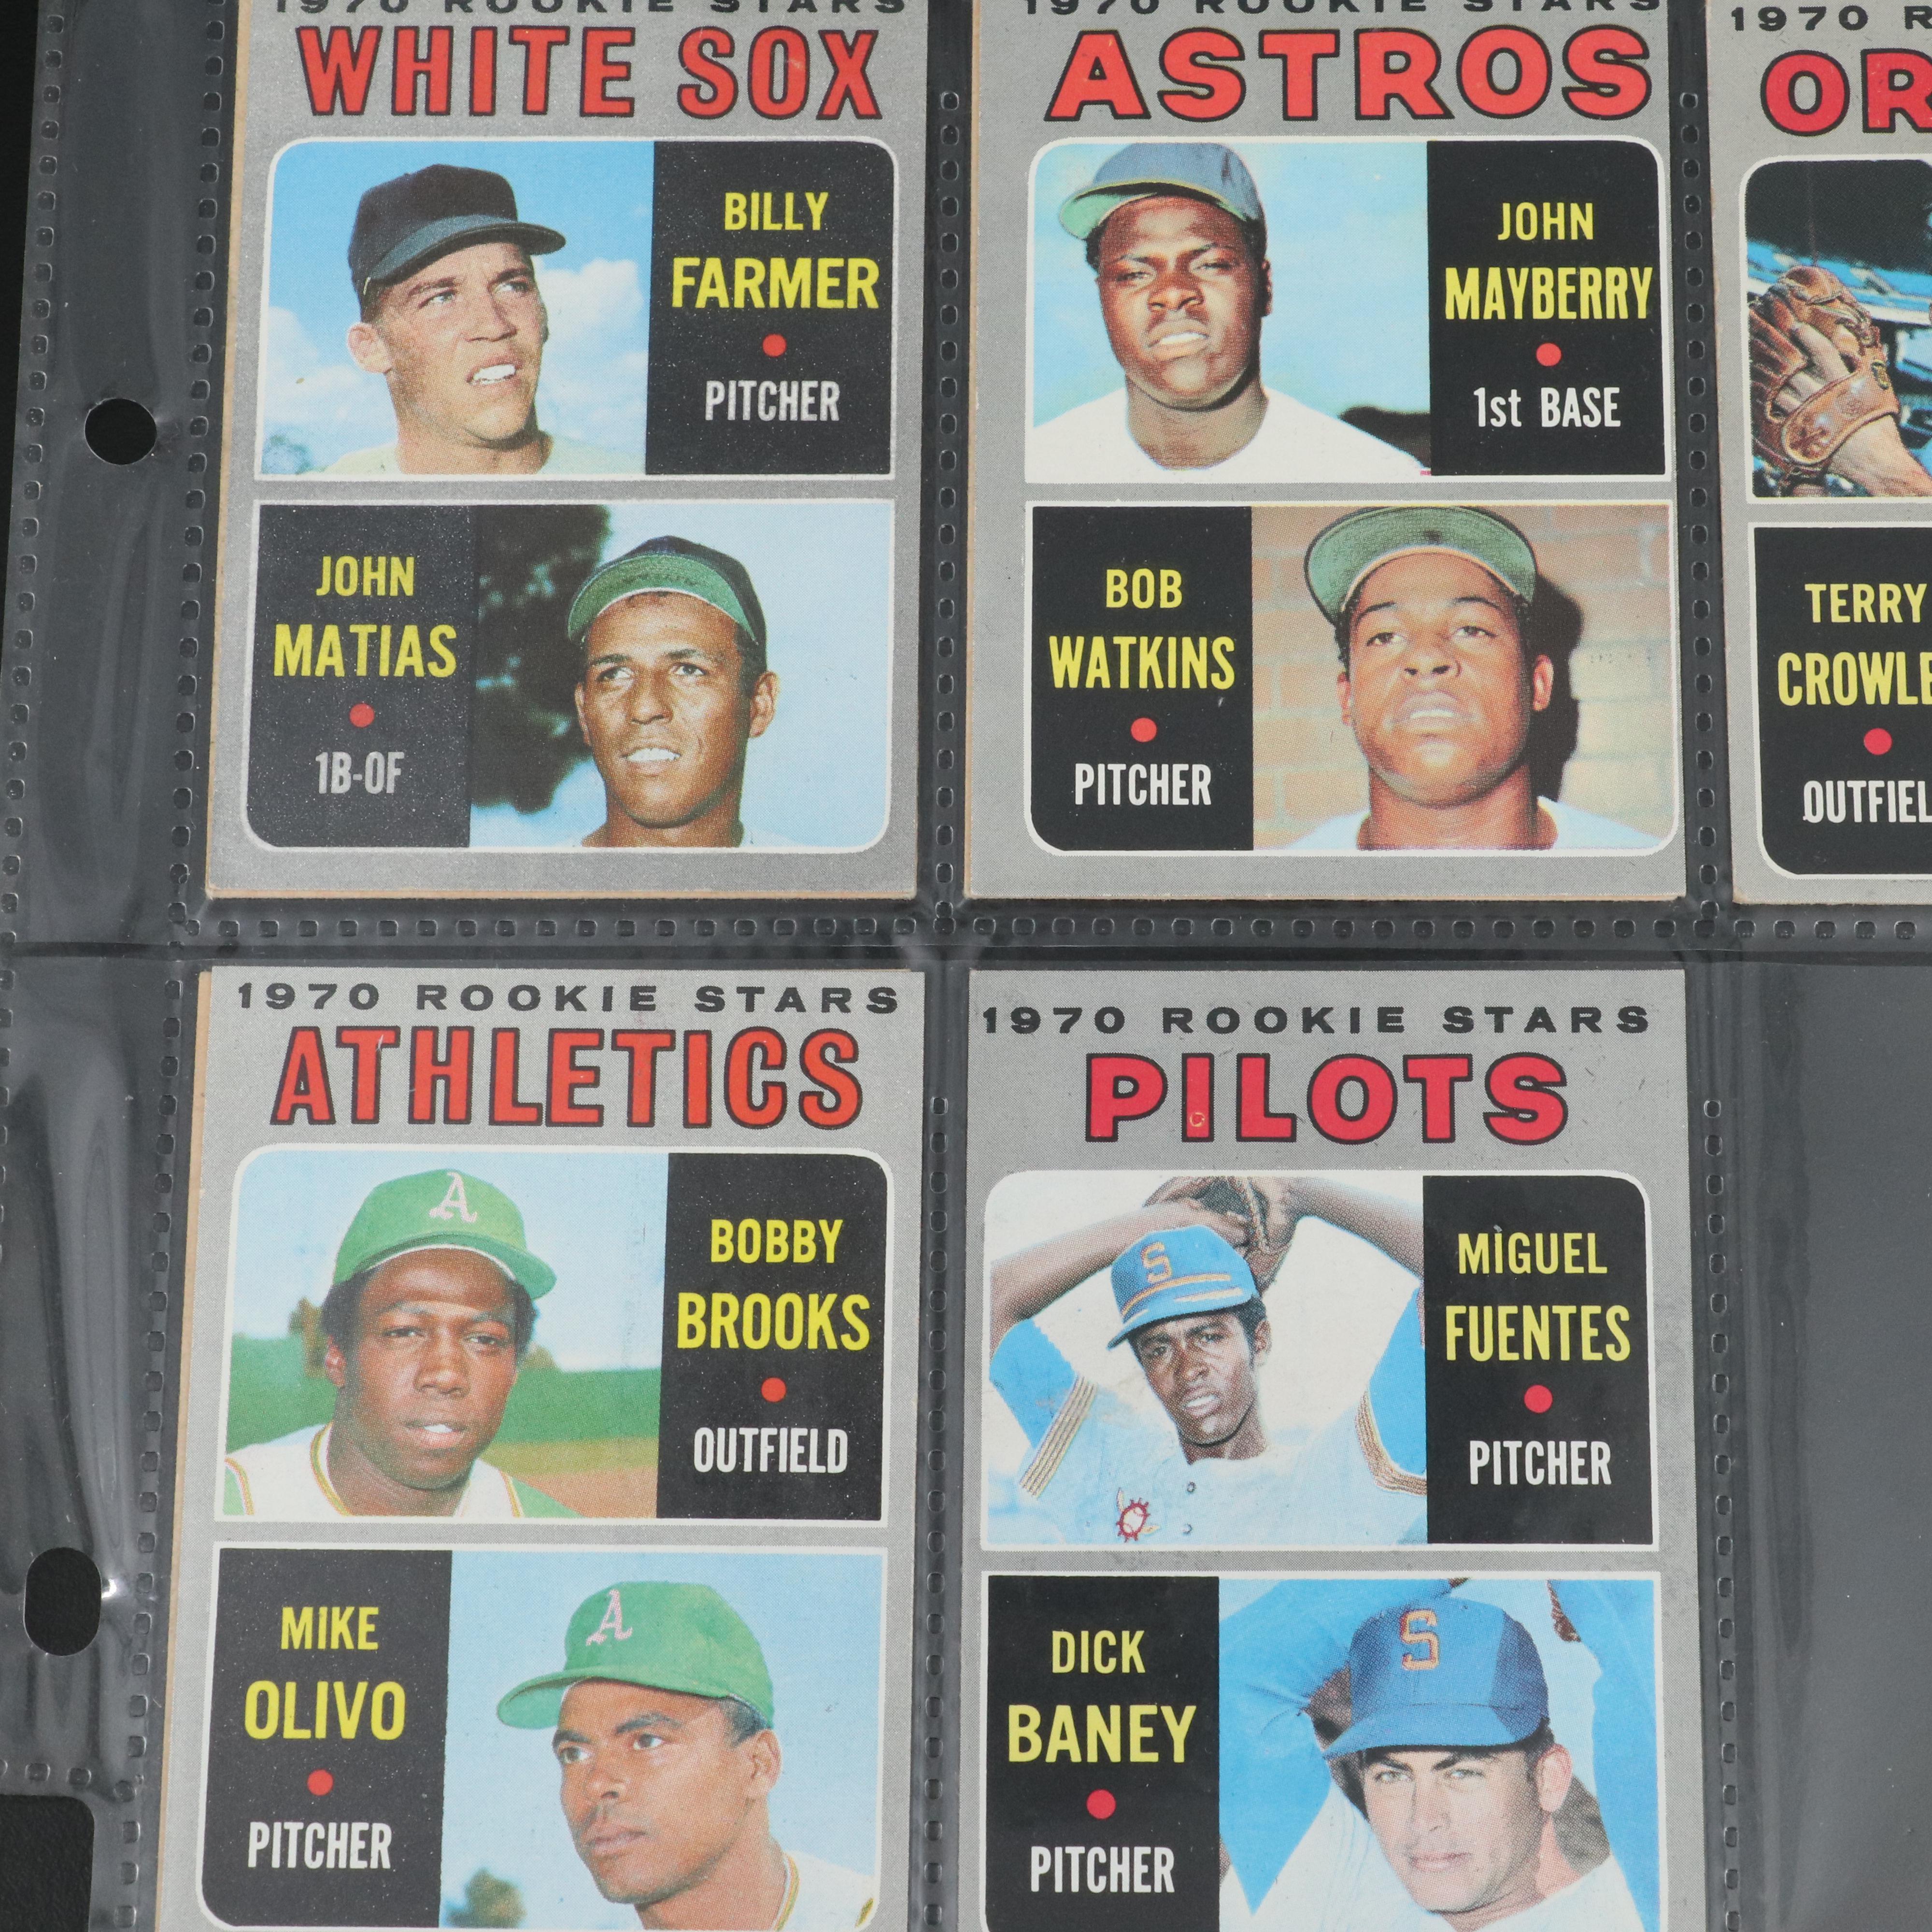 1970 ROOKIE STARS
WHITE SOX
BILLY
FARMER
PITCHER
JOHN
MATIAS
1B-OF
1970 ROOKIE STARS
ASTROS
JOHN
MAYBERRY
1st BASE
BOB
WATKINS
PITCHER
1970 R
OR
TERRY
CROWLE
OUTFIEL
1970 ROOKIE STARS
ATHLETICS
A
BOBBY
BROOKS
OUTFIELD
MIKE
OLIVO
PITCHER
A
1970 ROOKIE STARS
PILOTS
S
MIGUEL
FUENTES
PITCHER
DICK
BANEY
PITCHER
S